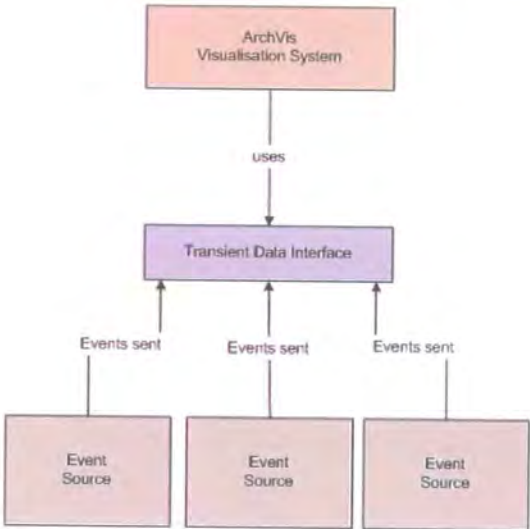 ArchVis
Visualisation System
uses
Transient Data Interface
Events sent
Events sent
Events sent
Event
Source
Event
Source
Event
Source